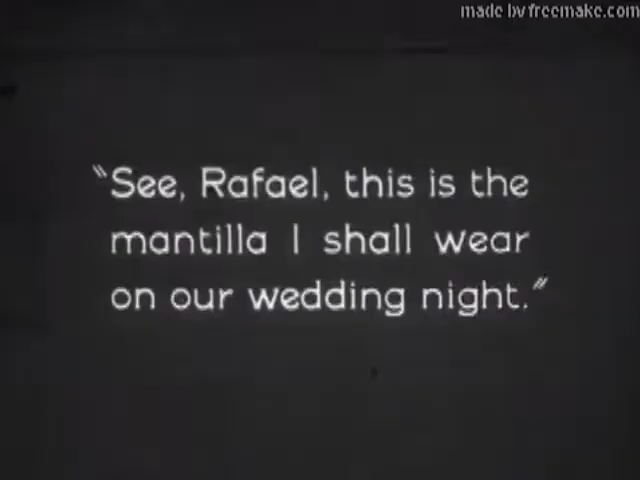 made by freemake.com
"See, Rafael, this is the
mantilla I shall wear
on our wedding night."